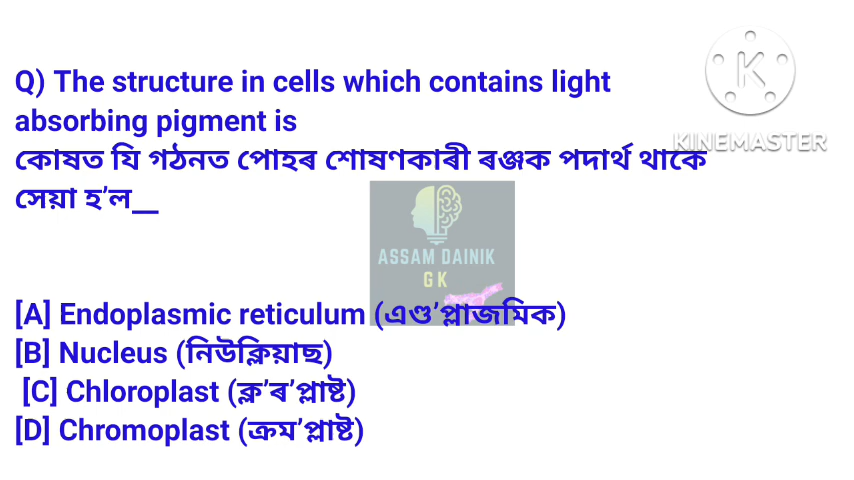 Q) The structure in cells which contains light
absorbing pigment is
কোষত যি গঠনত পোহৰ শোষণকাৰী ৰঞ্জক পদাৰ্থ থাকে
সেয়া হ’ল__
KINEMASTER
ASSAM DAINIK
GK
[A] Endoplasmic reticulum (এণ্ড’প্লাজমিক)
[B] Nucleus (নিউক্লিয়াছ)
[C] Chloroplast (ক্ল’ৰ’প্লাষ্ট)
[D] Chromoplast (ক্ৰম’প্লাষ্ট)